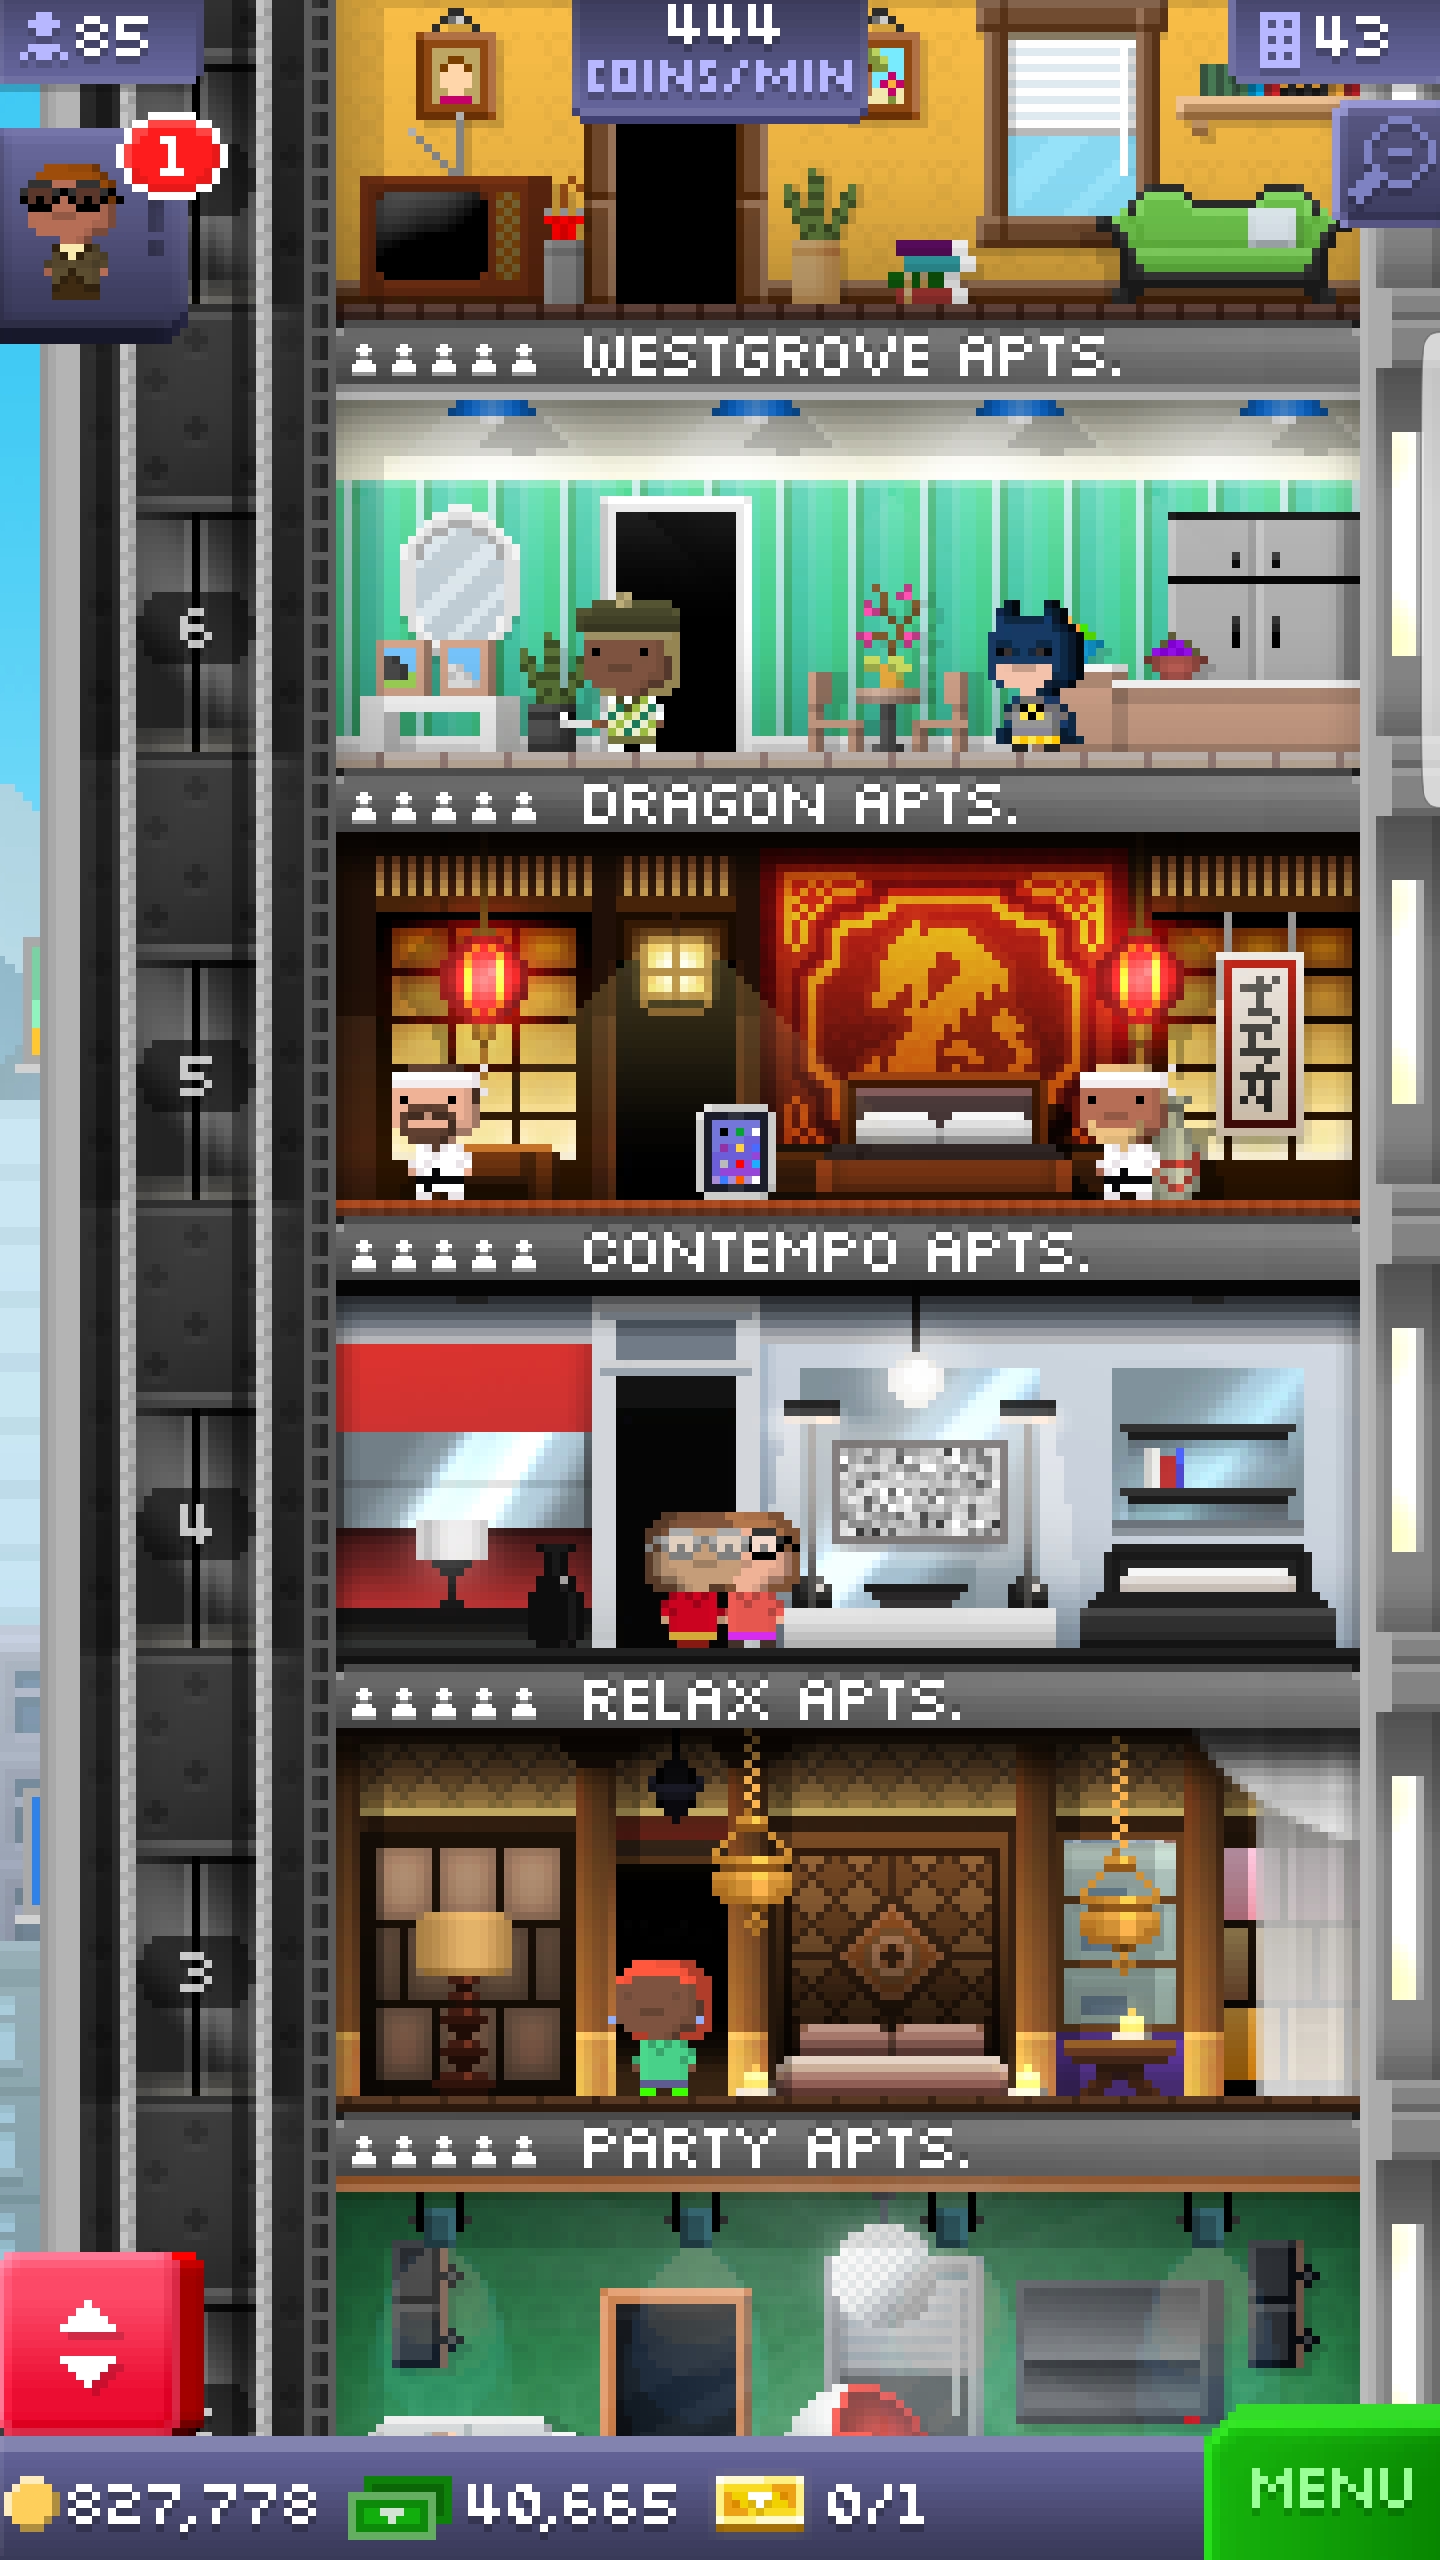 85
444
COINS/MIN
43
1
WESTGROVE APTS.
6
DRAGON APTS.
5
CONTEMPO APTS.
4
RELAX APTS.
3
PARTY APTS.
827,778
40,665
0/1
MENU